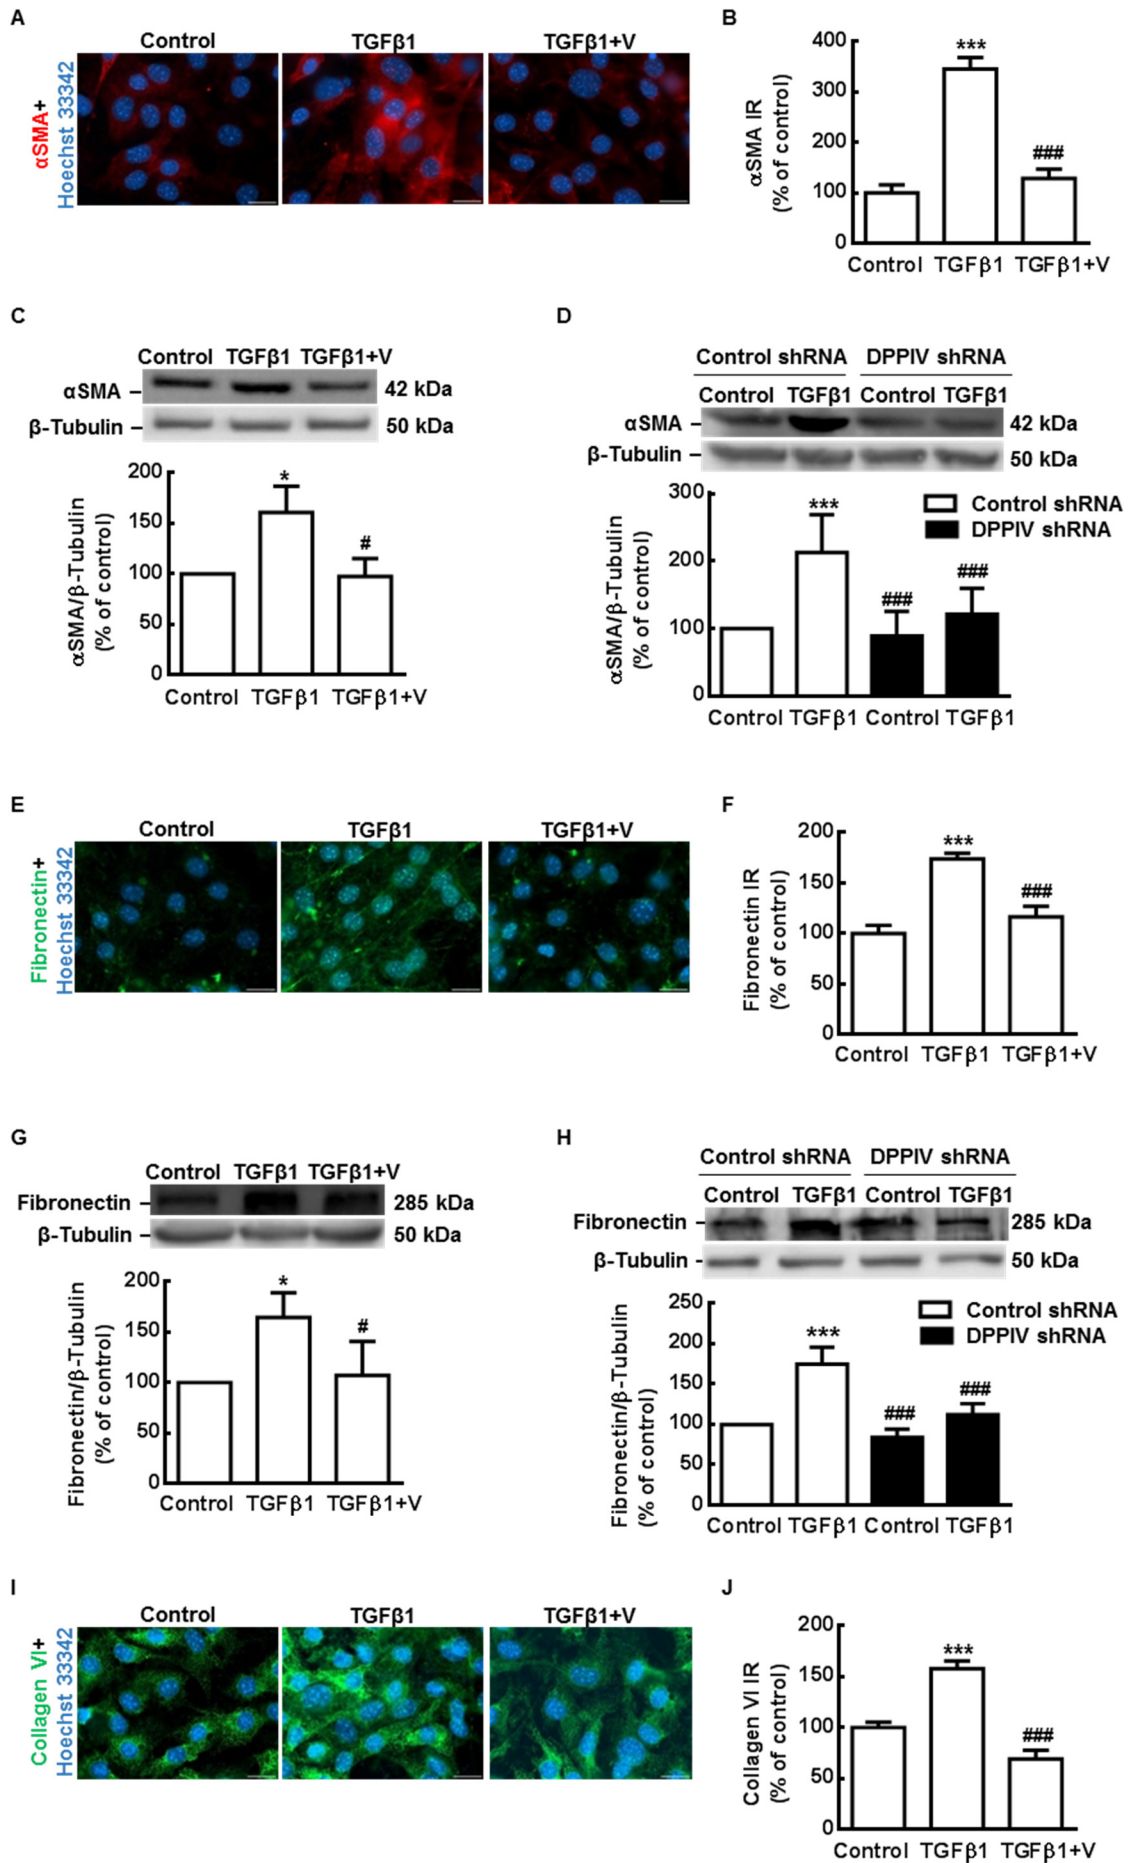 A
Control TGFβ1 TGFβ1+V
αSMA+
Hoechst 33342
B
αSMA IR
(% of control)
400
300
200
100
0
***
###
Control TGFβ1 TGFβ1+V
C
Control TGFβ1 TGFβ1+V
αSMA 42 kDa
β-Tubulin 50 kDa
αSMA/β-Tubulin
(% of control)
200
150
100
50
0
*
#
Control TGFβ1 TGFβ1+V
D
Control shRNA DPPIV shRNA
Control TGFβ1 Control TGFβ1
αSMA 42 kDa
β-Tubulin 50 kDa
αSMA/β-Tubulin
(% of control)
300
200
100
0
Control shRNA
DPPIV shRNA
***
###
###
Control TGFβ1 Control TGFβ1
E
Control TGFβ1 TGFβ1+V
Fibronectin+
Hoechst 33342
F
Fibronectin IR
(% of control)
200
150
100
50
0
***
###
Control TGFβ1 TGFβ1+V
G
Control TGFβ1 TGFβ1+V
Fibronectin 285 kDa
β-Tubulin 50 kDa
Fibronectin/β-Tubulin
(% of control)
200
150
100
50
0
*
#
Control TGFβ1 TGFβ1+V
H
Control shRNA DPPIV shRNA
Control TGFβ1 Control TGFβ1
Fibronectin 285 kDa
β-Tubulin 50 kDa
Fibronectin/β-Tubulin
(% of control)
250
200
150
100
50
0
Control shRNA
DPPIV shRNA
***
###
###
Control TGFβ1 Control TGFβ1
I
Control TGFβ1 TGFβ1+V
Collagen VI+
Hoechst 33342
J
Collagen VI IR
(% of control)
200
150
100
50
0
***
###
Control TGFβ1 TGFβ1+V